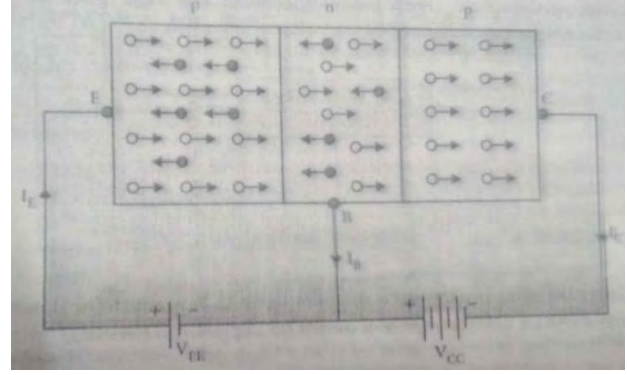 p n p
E C
B
I_E I_B I_C
+ - + -
V_EE V_CC